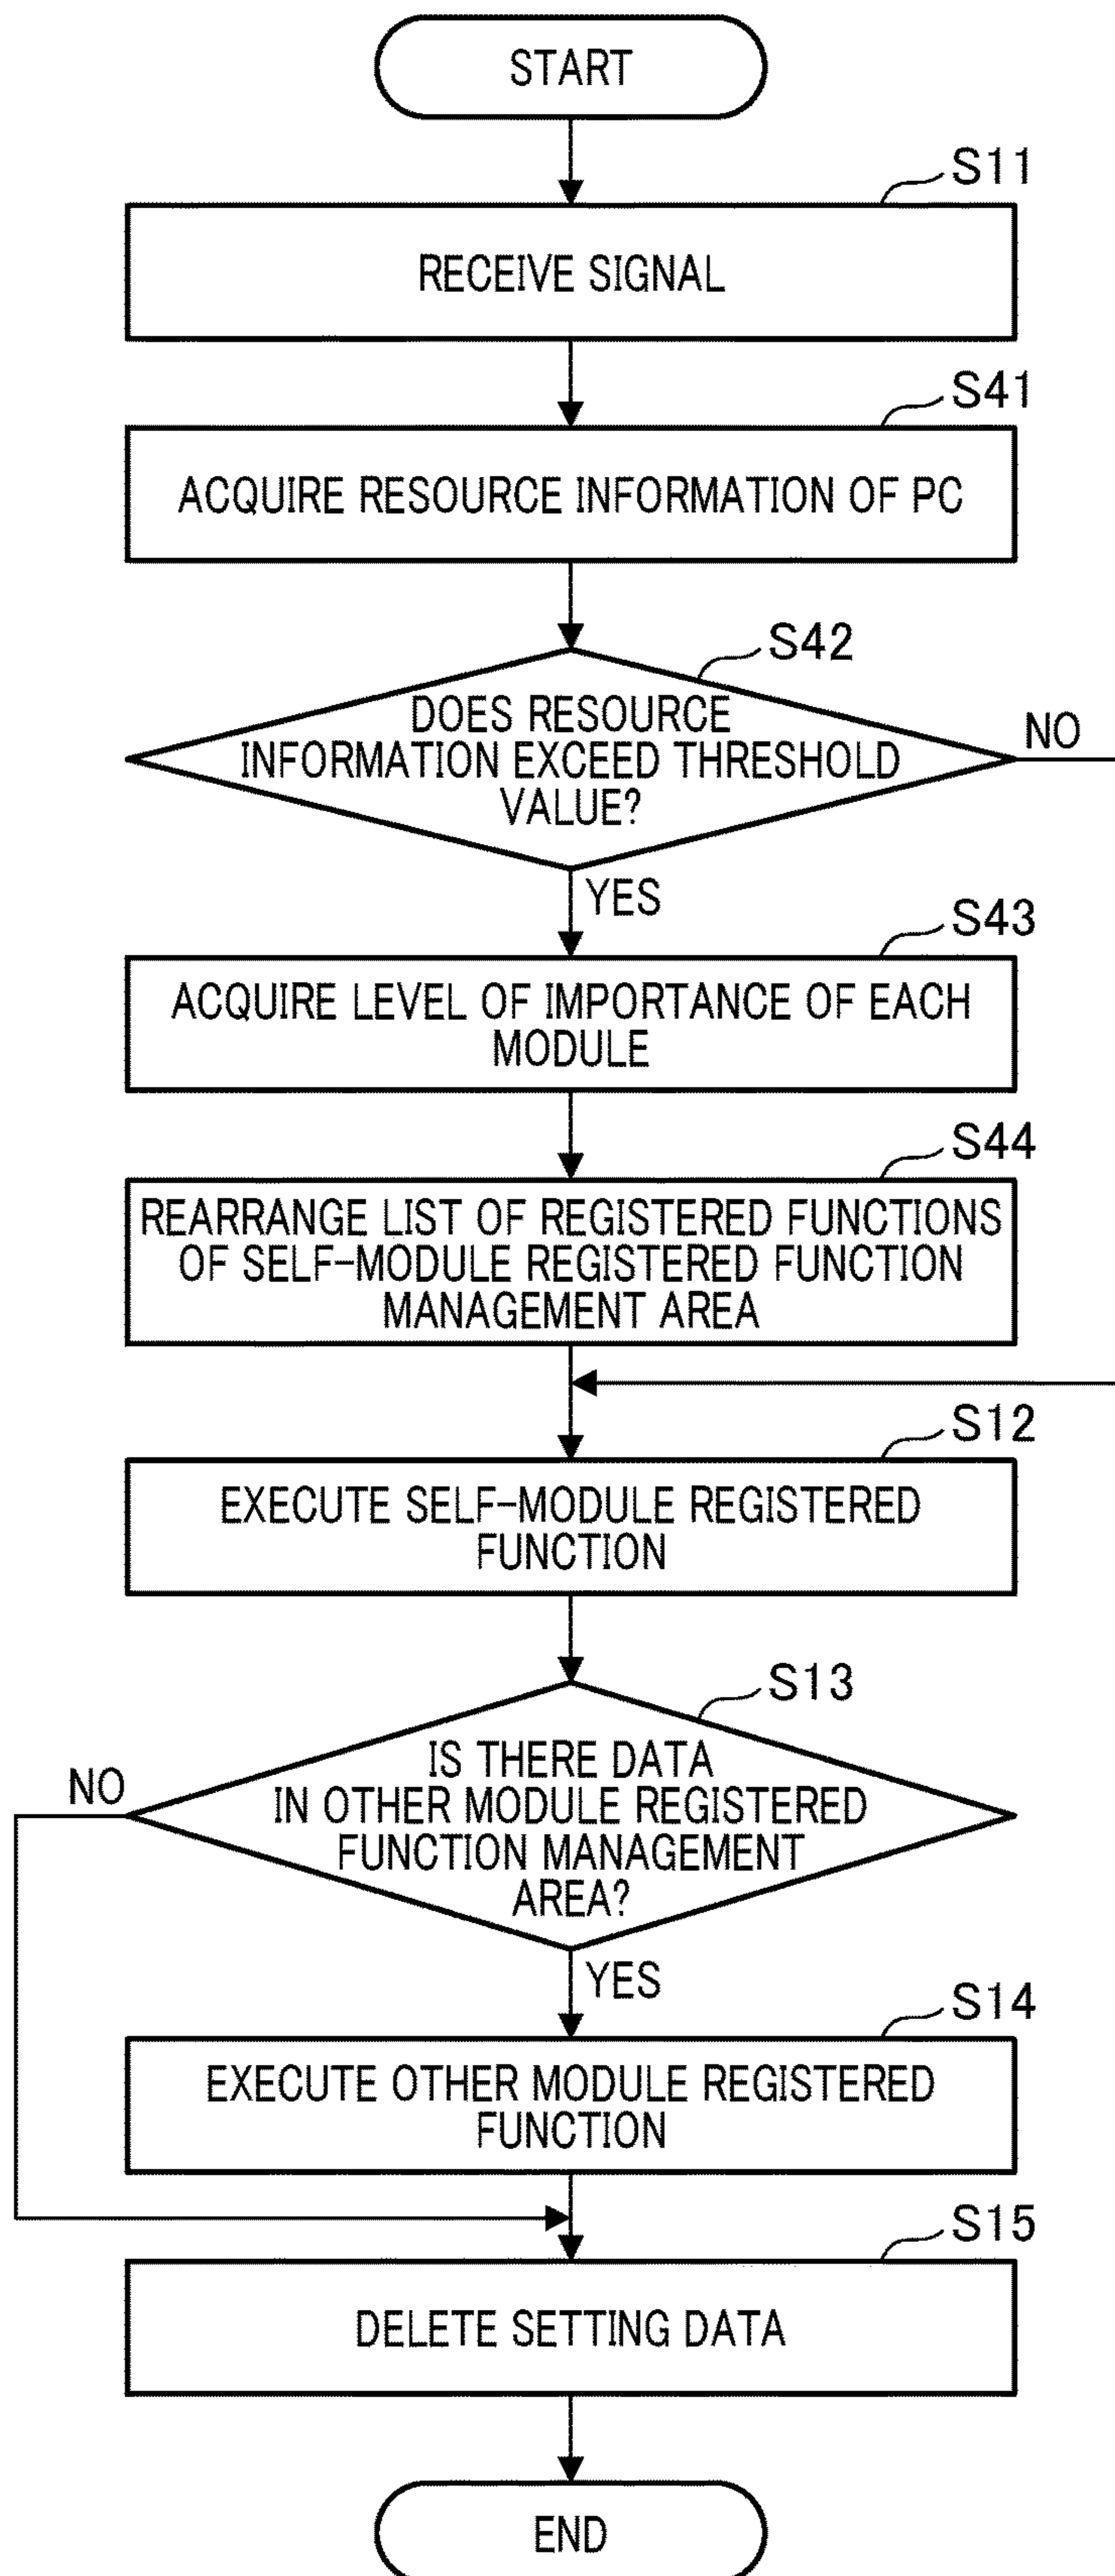 START
S11
RECEIVE SIGNAL
S41
ACQUIRE RESOURCE INFORMATION OF PC
S42
DOES RESOURCE
INFORMATION EXCEED THRESHOLD
VALUE?
NO
YES
S43
ACQUIRE LEVEL OF IMPORTANCE OF EACH
MODULE
S44
REARRANGE LIST OF REGISTERED FUNCTIONS
OF SELF-MODULE REGISTERED FUNCTION
MANAGEMENT AREA
S12
EXECUTE SELF-MODULE REGISTERED
FUNCTION
S13
IS THERE DATA
IN OTHER MODULE REGISTERED
FUNCTION MANAGEMENT
AREA?
NO
YES
S14
EXECUTE OTHER MODULE REGISTERED
FUNCTION
S15
DELETE SETTING DATA
END